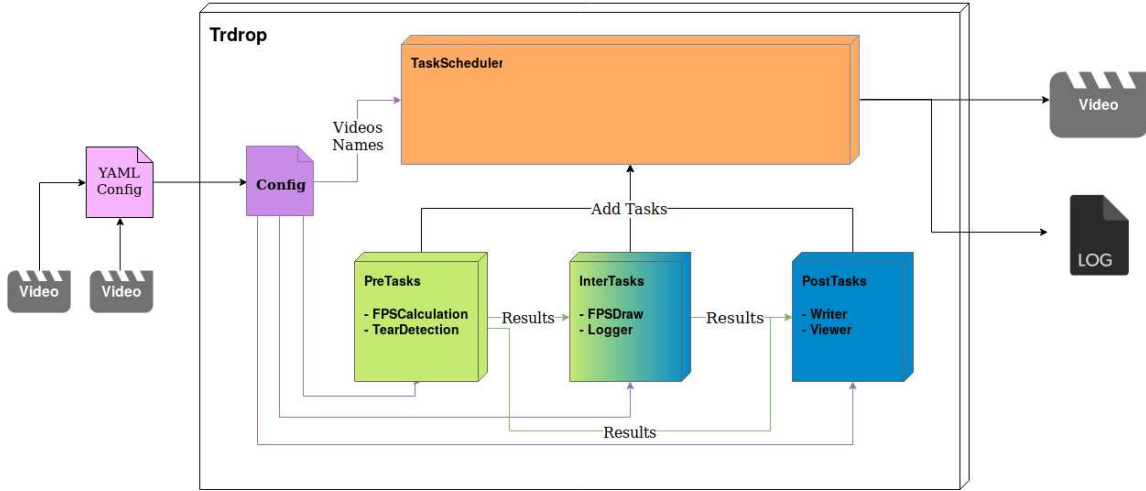 Trdrop
TaskScheduler
Video
Videos
Names
YAML
Config
Config
LOG
Add Tasks
Video
Video
PreTasks
- FPSCalculation
- TearDetection
Results
InterTasks
- FPSDraw
- Logger
Results
PostTasks
- Writer
- Viewer
Results